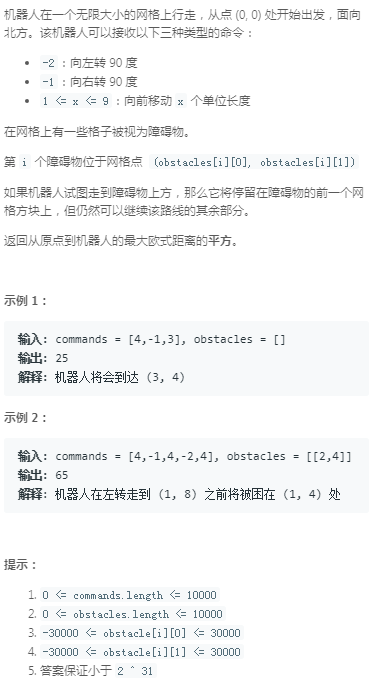 机器人在一个无限大小的网格上行走，从点 (0, 0) 处开始出发，面向
北方。该机器人可以接收以下三种类型的命令：
-2：向左转 90 度
-1：向右转 90 度
1 <= x <= 9：向前移动 x 个单位长度
在网格上有一些格子被视为障碍物。
第 i 个障碍物位于网格点 (obstacles[i][0], obstacles[i][1])
如果机器人试图走到障碍物上方，那么它将停留在障碍物的前一个网
格方块上，但仍然可以继续该路线的其余部分。
返回从原点到机器人的最大欧式距离的平方。
示例 1：
输入: commands = [4,-1,3], obstacles = []
输出: 25
解释: 机器人将会到达 (3, 4)
示例 2：
输入: commands = [4,-1,4,-2,4], obstacles = [[2,4]]
输出: 65
解释: 机器人在左转走到 (1, 8) 之前将被困在 (1, 4) 处
提示：
1. 0 <= commands.length <= 10000
2. 0 <= obstacles.length <= 10000
3. -30000 <= obstacle[i][0] <= 30000
4. -30000 <= obstacle[i][1] <= 30000
5. 答案保证小于 2 ^ 31